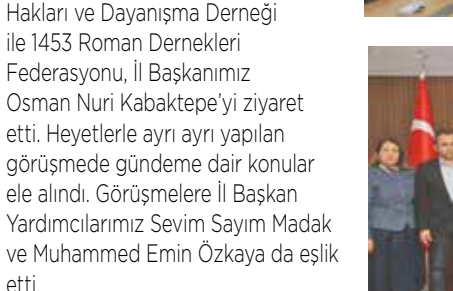 Hakları ve Dayanışma Derneği
ile 1453 Roman Dernekleri
Federasyonu, İl Başkanımız
Osman Nuri Kabaktepe’yi ziyaret
etti. Heyetlerle ayrı ayrı yapılan
görüşmede gündeme dair konular
ele alındı. Görüşmelere İl Başkan
Yardımcılarımız Sevim Sayım Madak
ve Muhammed Emin Özkaya da eşlik
etti.